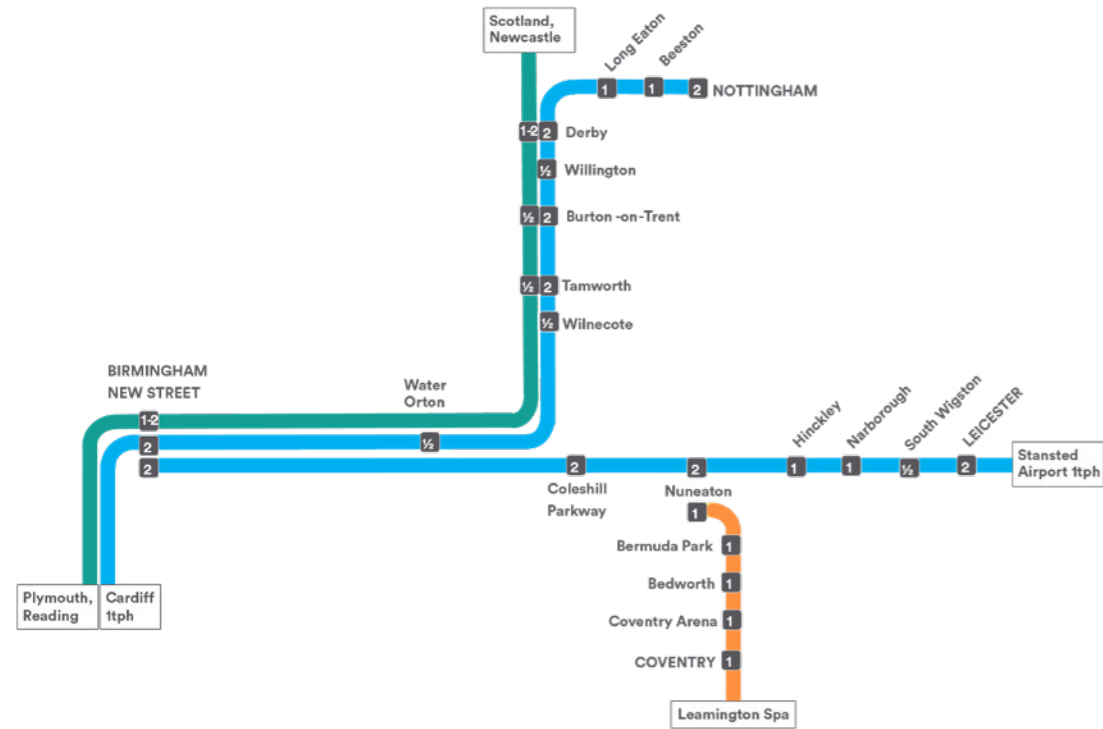 Scotland,
Newcastle
Long Eaton
Beeston
1
1
2
NOTTINGHAM
1-2
2
Derby
½
Willington
½
2
Burton -on-Trent
½
2
Tamworth
½
Wilnecote
BIRMINGHAM
NEW STREET
Water
Orton
1-2
2
½
2
Hinckley
Narborough
South Wigston
LEICESTER
2
2
1
1
½
2
Stansted
Airport 1tph
Coleshill
Parkway
Nuneaton
1
Bermuda Park
1
Bedworth
1
Coventry Arena
1
COVENTRY
1
Plymouth,
Reading
Cardiff
1tph
Leamington Spa